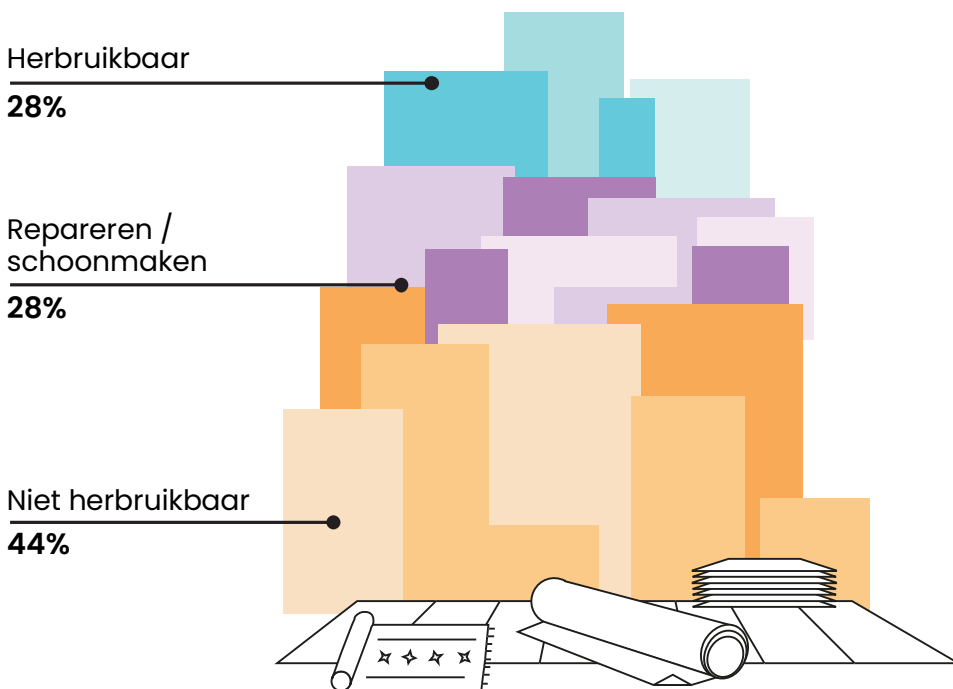 Herbruikbaar
28%
Repareren /
schoonmaken
28%
Niet herbruikbaar
44%